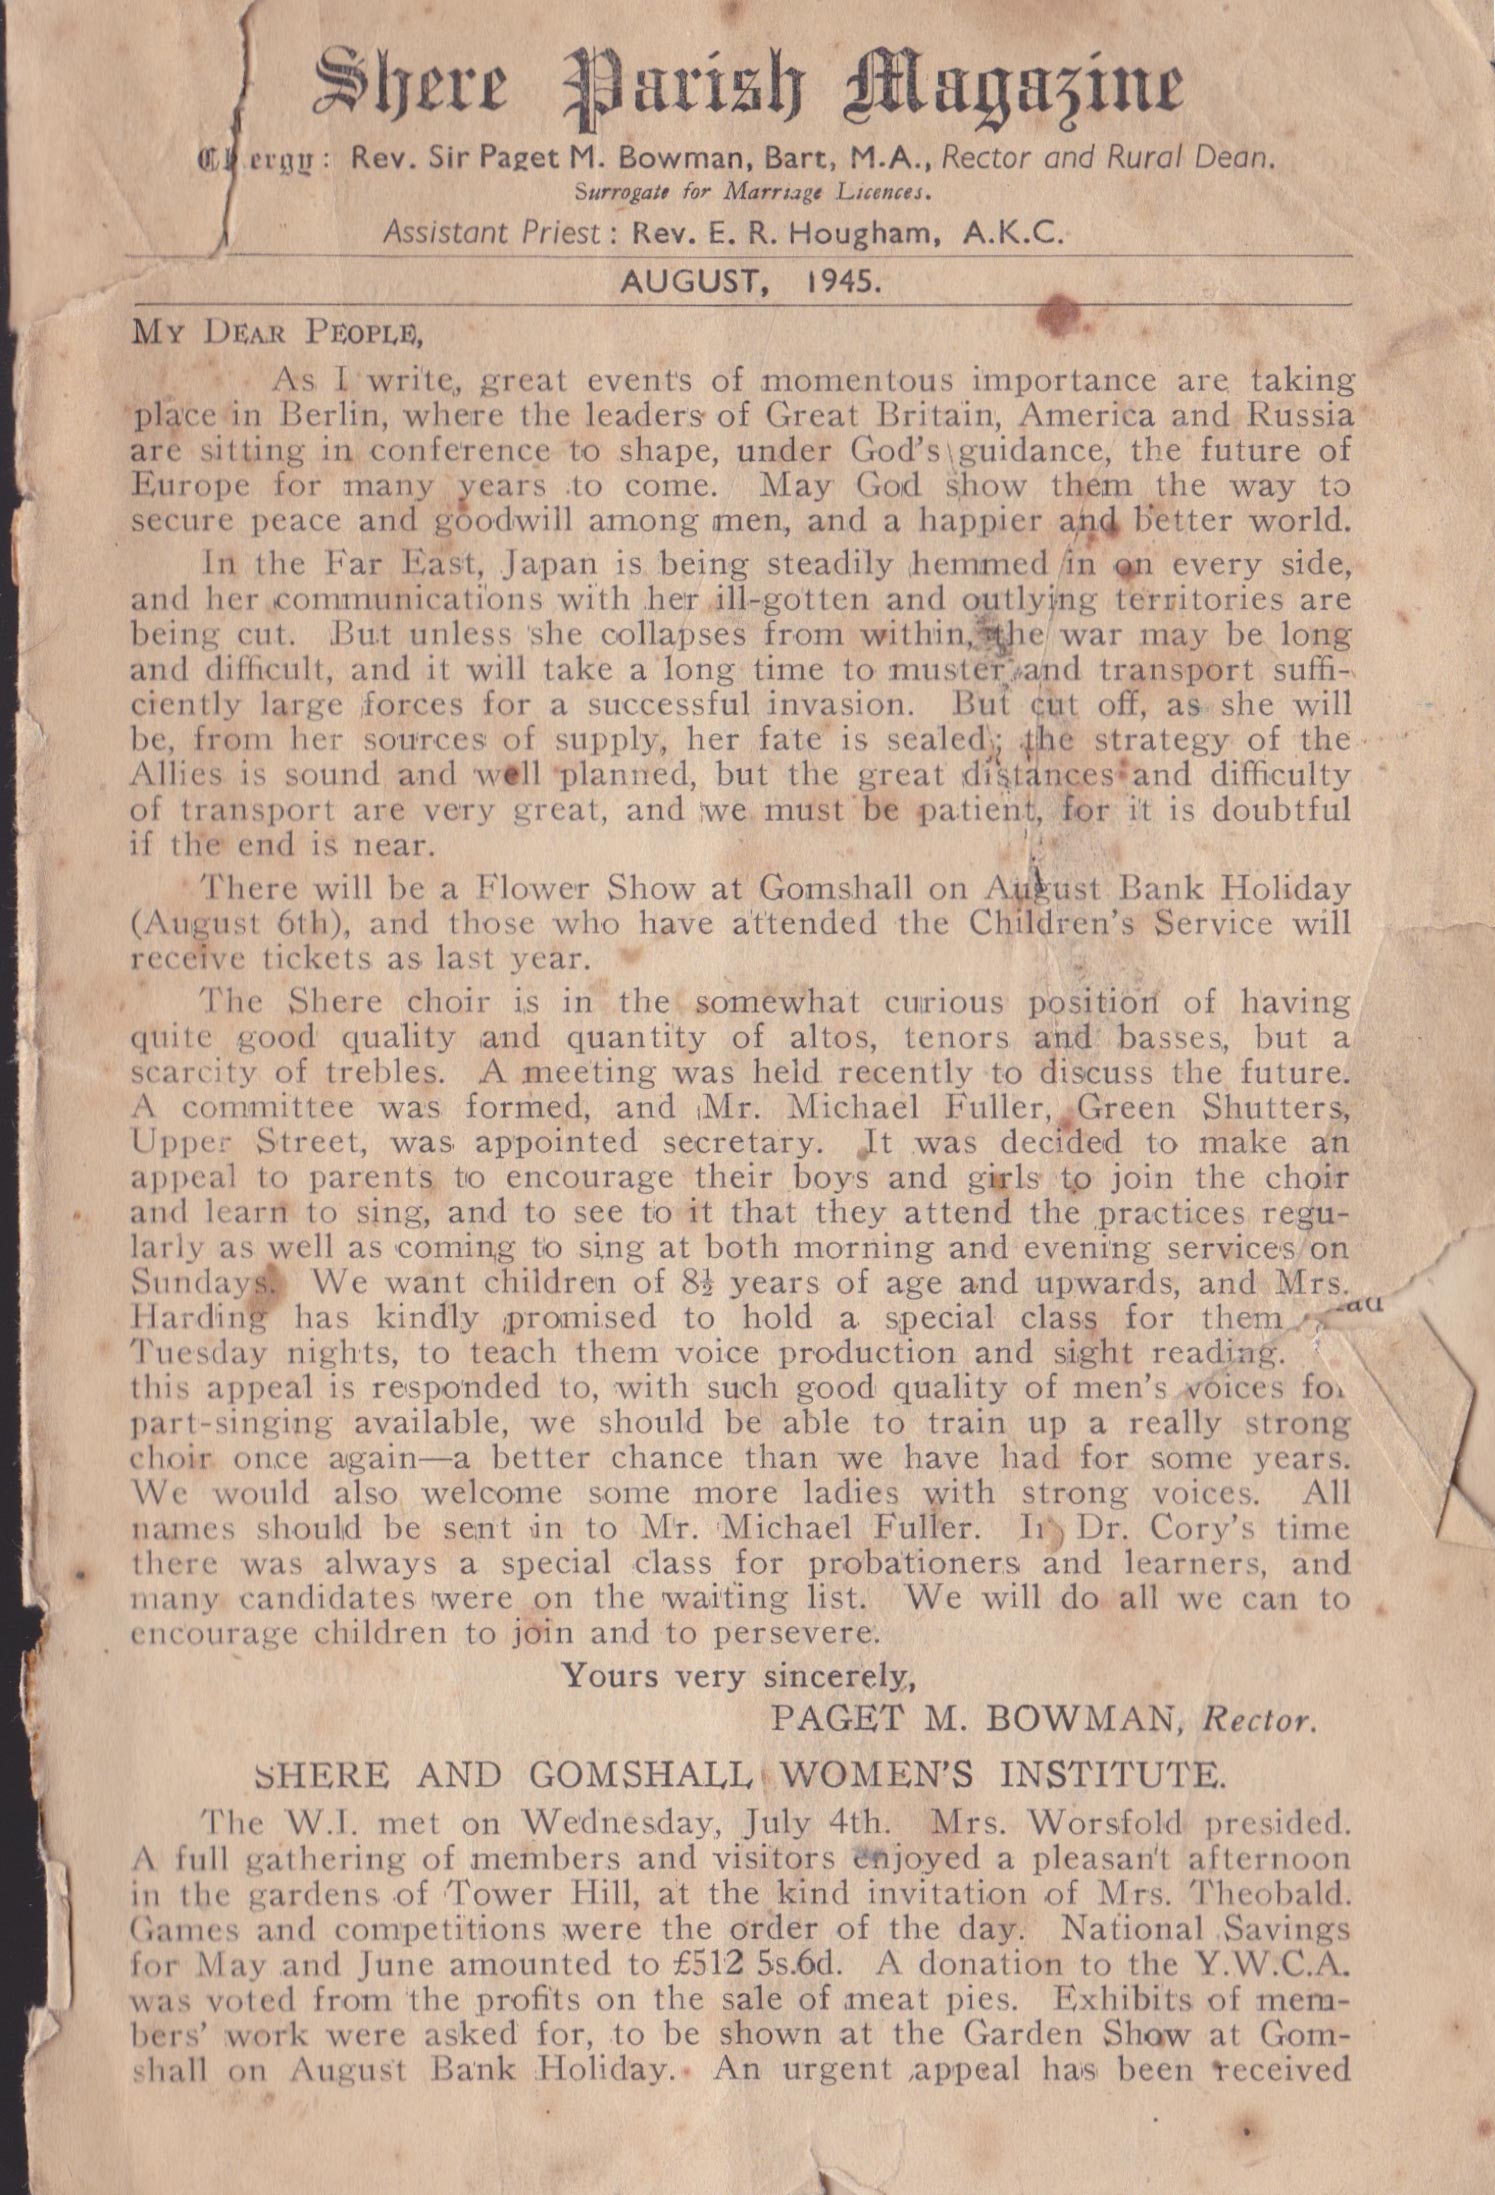 Shere Parish Magazine
Clergy: Rev. Sir Paget M. Bowman, Bart, M.A., Rector and Rural Dean.
Surrogate for Marriage Licences.
Assistant Priest: Rev. E. R. Hougham, A.K.C.
AUGUST, 1945.
MY DEAR PEOPLE,
As I write, great events of momentous importance are taking
place in Berlin, where the leaders of Great Britain, America and Russia
are sitting in conference to shape, under God's guidance, the future of
Europe for many years to come. May God show them the way to
secure peace and goodwill among men, and a happier and better world.
In the Far East, Japan is being steadily hemmed in on every side,
and her communications with her ill-gotten and outlying territories are
being cut. But unless she collapses from within, the war may be long
and difficult, and it will take a long time to muster and transport suffi-
ciently large forces for a successful invasion. But cut off, as she will
be, from her sources of supply, her fate is sealed; the strategy of the
Allies is sound and well planned, but the great distances and difficulty
of transport are very great, and we must be patient, for it is doubtful
if the end is near.
There will be a Flower Show at Gomshall on August Bank Holiday
(August 6th), and those who have attended the Children's Service will
receive tickets as last year.
The Shere choir is in the somewhat curious position of having
quite good quality and quantity of altos, tenors and basses, but a
scarcity of trebles. A meeting was held recently to discuss the future.
A committee was formed, and Mr. Michael Fuller, Green Shutters,
Upper Street, was appointed secretary. It was decided to make an
appeal to parents to encourage their boys and girls to join the choir
and learn to sing, and to see to it that they attend the practices regu-
larly as well as coming to sing at both morning and evening services on
Sundays. We want children of 8½ years of age and upwards, and Mrs.
Harding has kindly promised to hold a special class for them
Tuesday nights, to teach them voice production and sight reading.
this appeal is responded to, with such good quality of men's voices for
part-singing available, we should be able to train up a really strong
choir once again—a better chance than we have had for some years.
We would also welcome some more ladies with strong voices. All
names should be sent in to Mr. Michael Fuller. In Dr. Cory's time
there was always a special class for probationers and learners, and
many candidates were on the waiting list. We will do all we can to
encourage children to join and to persevere.
Yours very sincerely,
PAGET M. BOWMAN, Rector.
SHERE AND GOMSHALL WOMEN'S INSTITUTE.
The W.I. met on Wednesday, July 4th. Mrs. Worsfold presided.
A full gathering of members and visitors enjoyed a pleasant afternoon
in the gardens of Tower Hill, at the kind invitation of Mrs. Theobald.
Games and competitions were the order of the day. National Savings
for May and June amounted to £512 5s.6d. A donation to the Y.W.C.A.
was voted from the profits on the sale of meat pies. Exhibits of mem-
bers' work were asked for, to be shown at the Garden Show at Gom-
shall on August Bank Holiday. An urgent appeal has been received